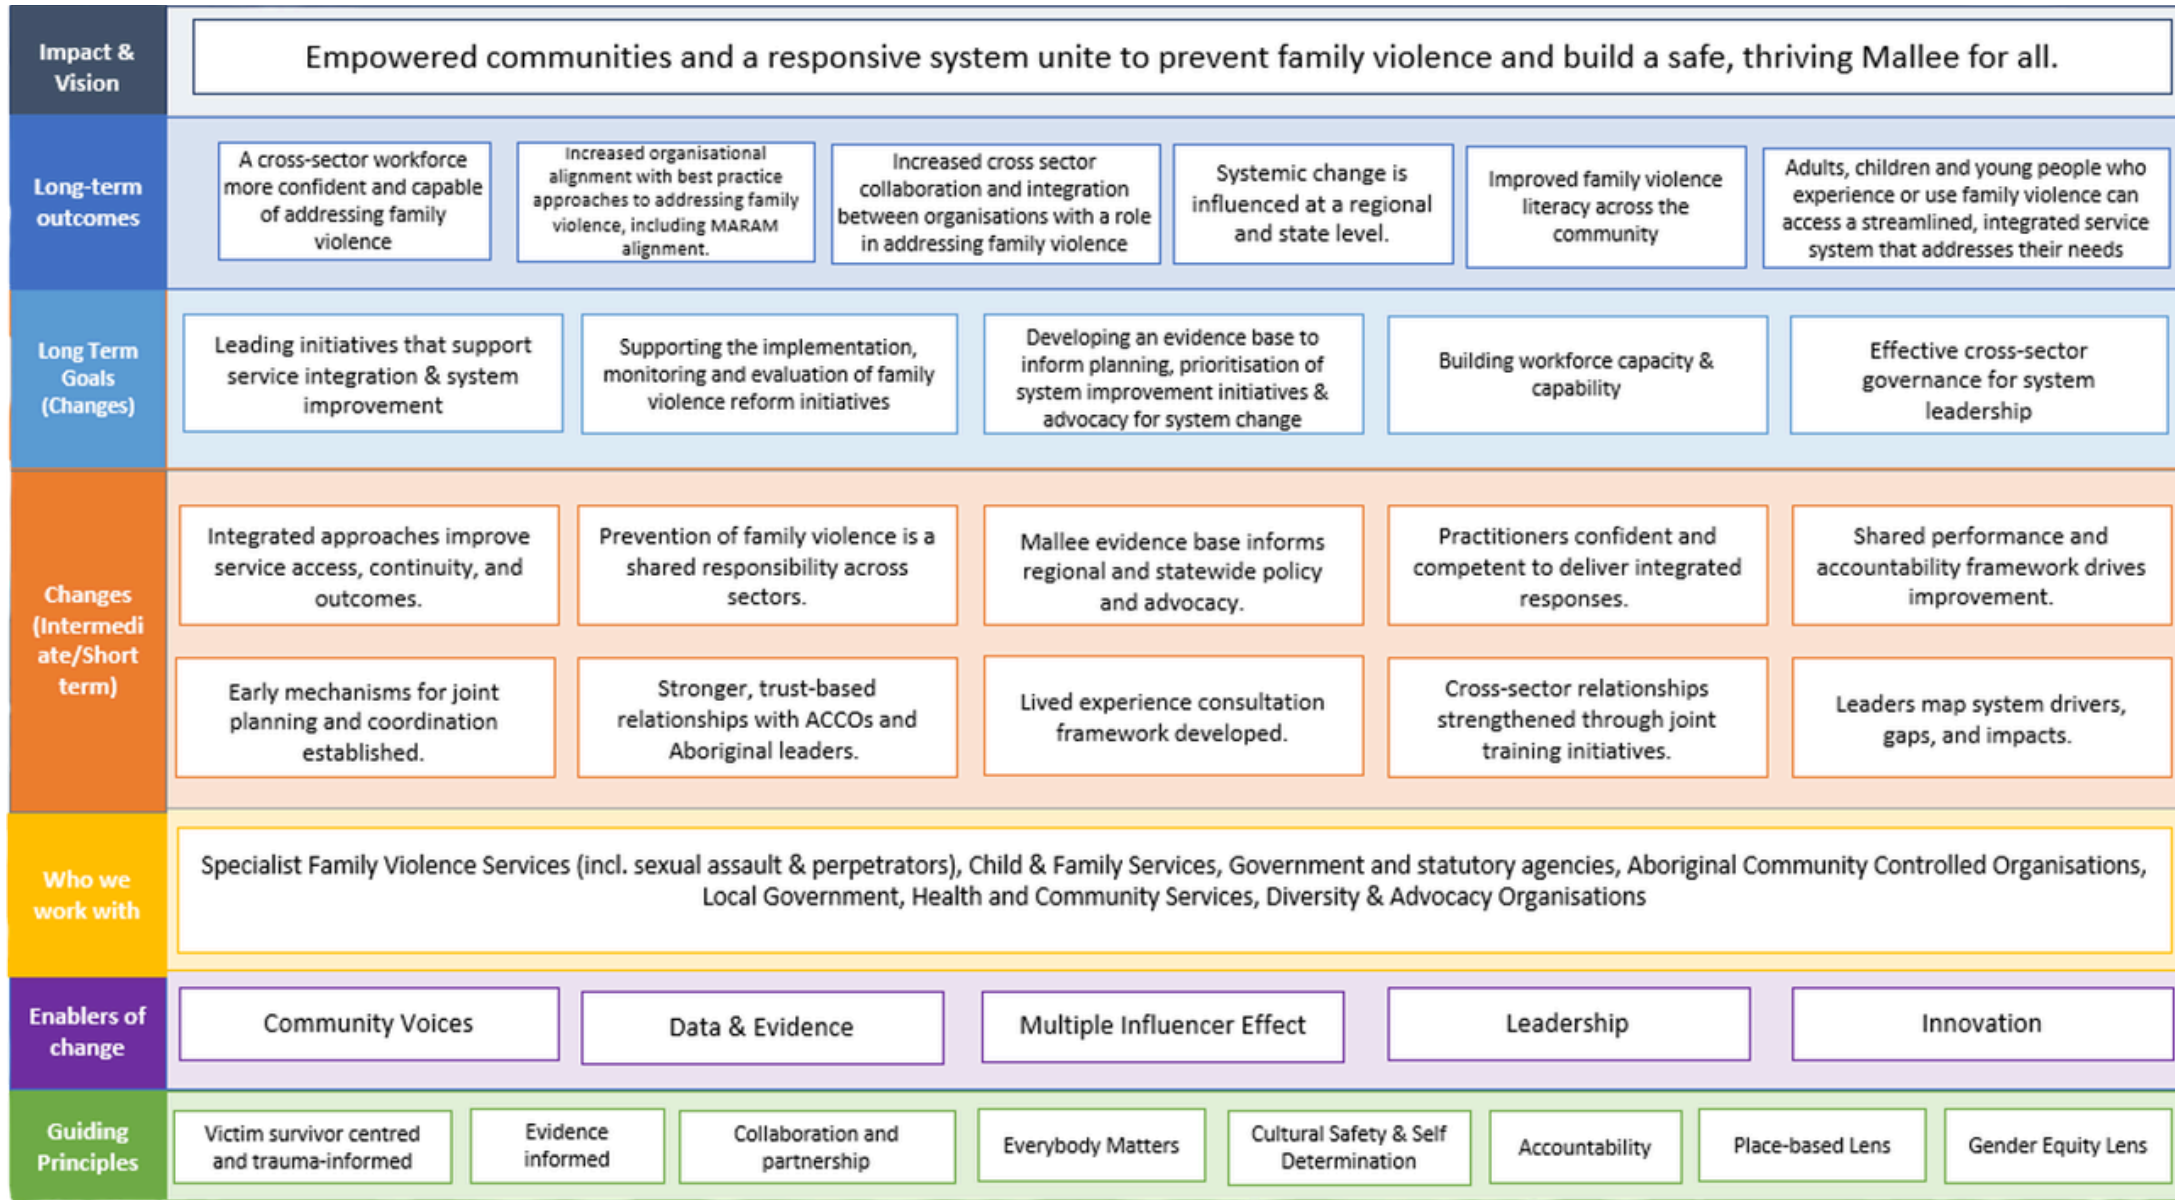 Impact &
Vision
Empowered communities and a responsive system unite to prevent family violence and build a safe, thriving Mallee for all.
Long-term
outcomes
A cross-sector workforce
more confident and capable
of addressing family
violence
Increased organisational
alignment with best practice
approaches to addressing family
violence, including MARAM
alignment.
Increased cross sector
collaboration and integration
between organisations with a role
in addressing family violence
Systemic change is
influenced at a regional
and state level.
Improved family violence
literacy across the
community
Adults, children and young people who
experience or use family violence can
access a streamlined, integrated service
system that addresses their needs
Long Term
Goals
(Changes)
Leading initiatives that support
service integration & system
improvement
Supporting the implementation,
monitoring and evaluation of family
violence reform initiatives
Developing an evidence base to
inform planning, prioritisation of
system improvement initiatives &
advocacy for system change
Building workforce capacity &
capability
Effective cross-sector
governance for system
leadership
Changes
(Intermedi
ate/Short
term)
Integrated approaches improve
service access, continuity, and
outcomes.
Prevention of family violence is a
shared responsibility across
sectors.
Mallee evidence base informs
regional and statewide policy
and advocacy.
Practitioners confident and
competent to deliver integrated
responses.
Shared performance and
accountability framework drives
improvement.
Early mechanisms for joint
planning and coordination
established.
Stronger, trust-based
relationships with ACCOs and
Aboriginal leaders.
Lived experience consultation
framework developed.
Cross-sector relationships
strengthened through joint
training initiatives.
Leaders map system drivers,
gaps, and impacts.
Who we
work with
Specialist Family Violence Services (incl. sexual assault & perpetrators), Child & Family Services, Government and statutory agencies, Aboriginal Community Controlled Organisations,
Local Government, Health and Community Services, Diversity & Advocacy Organisations
Enablers of
change
Community Voices
Data & Evidence
Multiple Influencer Effect
Leadership
Innovation
Guiding
Principles
Victim survivor centred
and trauma-informed
Evidence
informed
Collaboration and
partnership
Everybody Matters
Cultural Safety & Self
Determination
Accountability
Place-based Lens
Gender Equity Lens